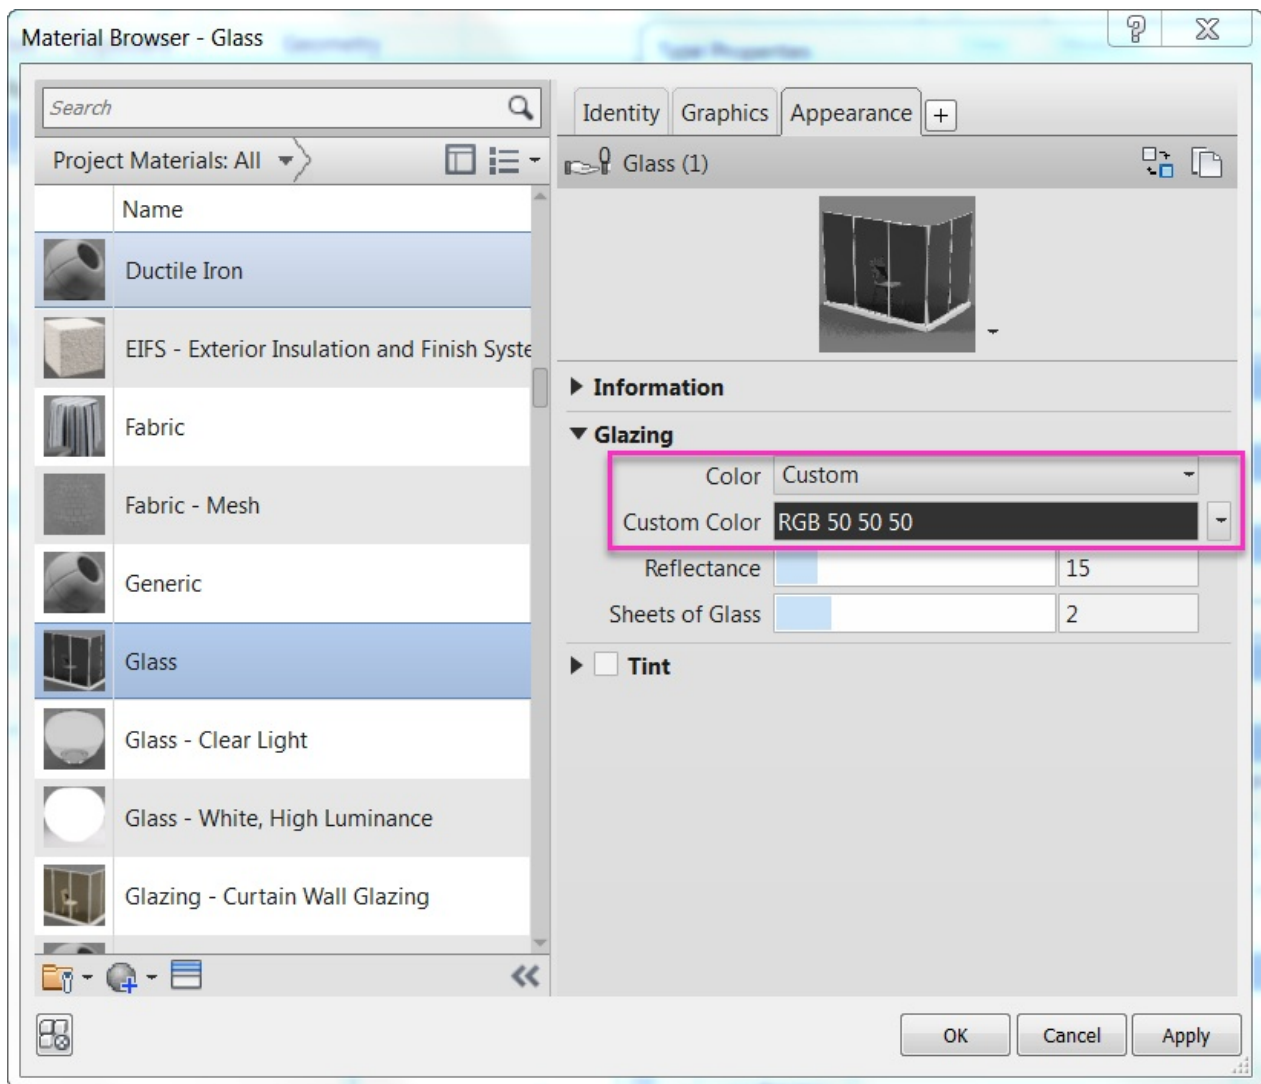 Material Browser - Glass
Geometry
Type Properties
Search
Project Materials: All
Name
Ductile Iron
EIFS - Exterior Insulation and Finish Syste
Fabric
Fabric - Mesh
Generic
Glass
Glass - Clear Light
Glass - White, High Luminance
Glazing - Curtain Wall Glazing
Identity
Graphics
Appearance
Glass (1)
Information
Glazing
Color Custom
Custom Color RGB 50 50 50
Reflectance 15
Sheets of Glass 2
Tint
OK
Cancel
Apply